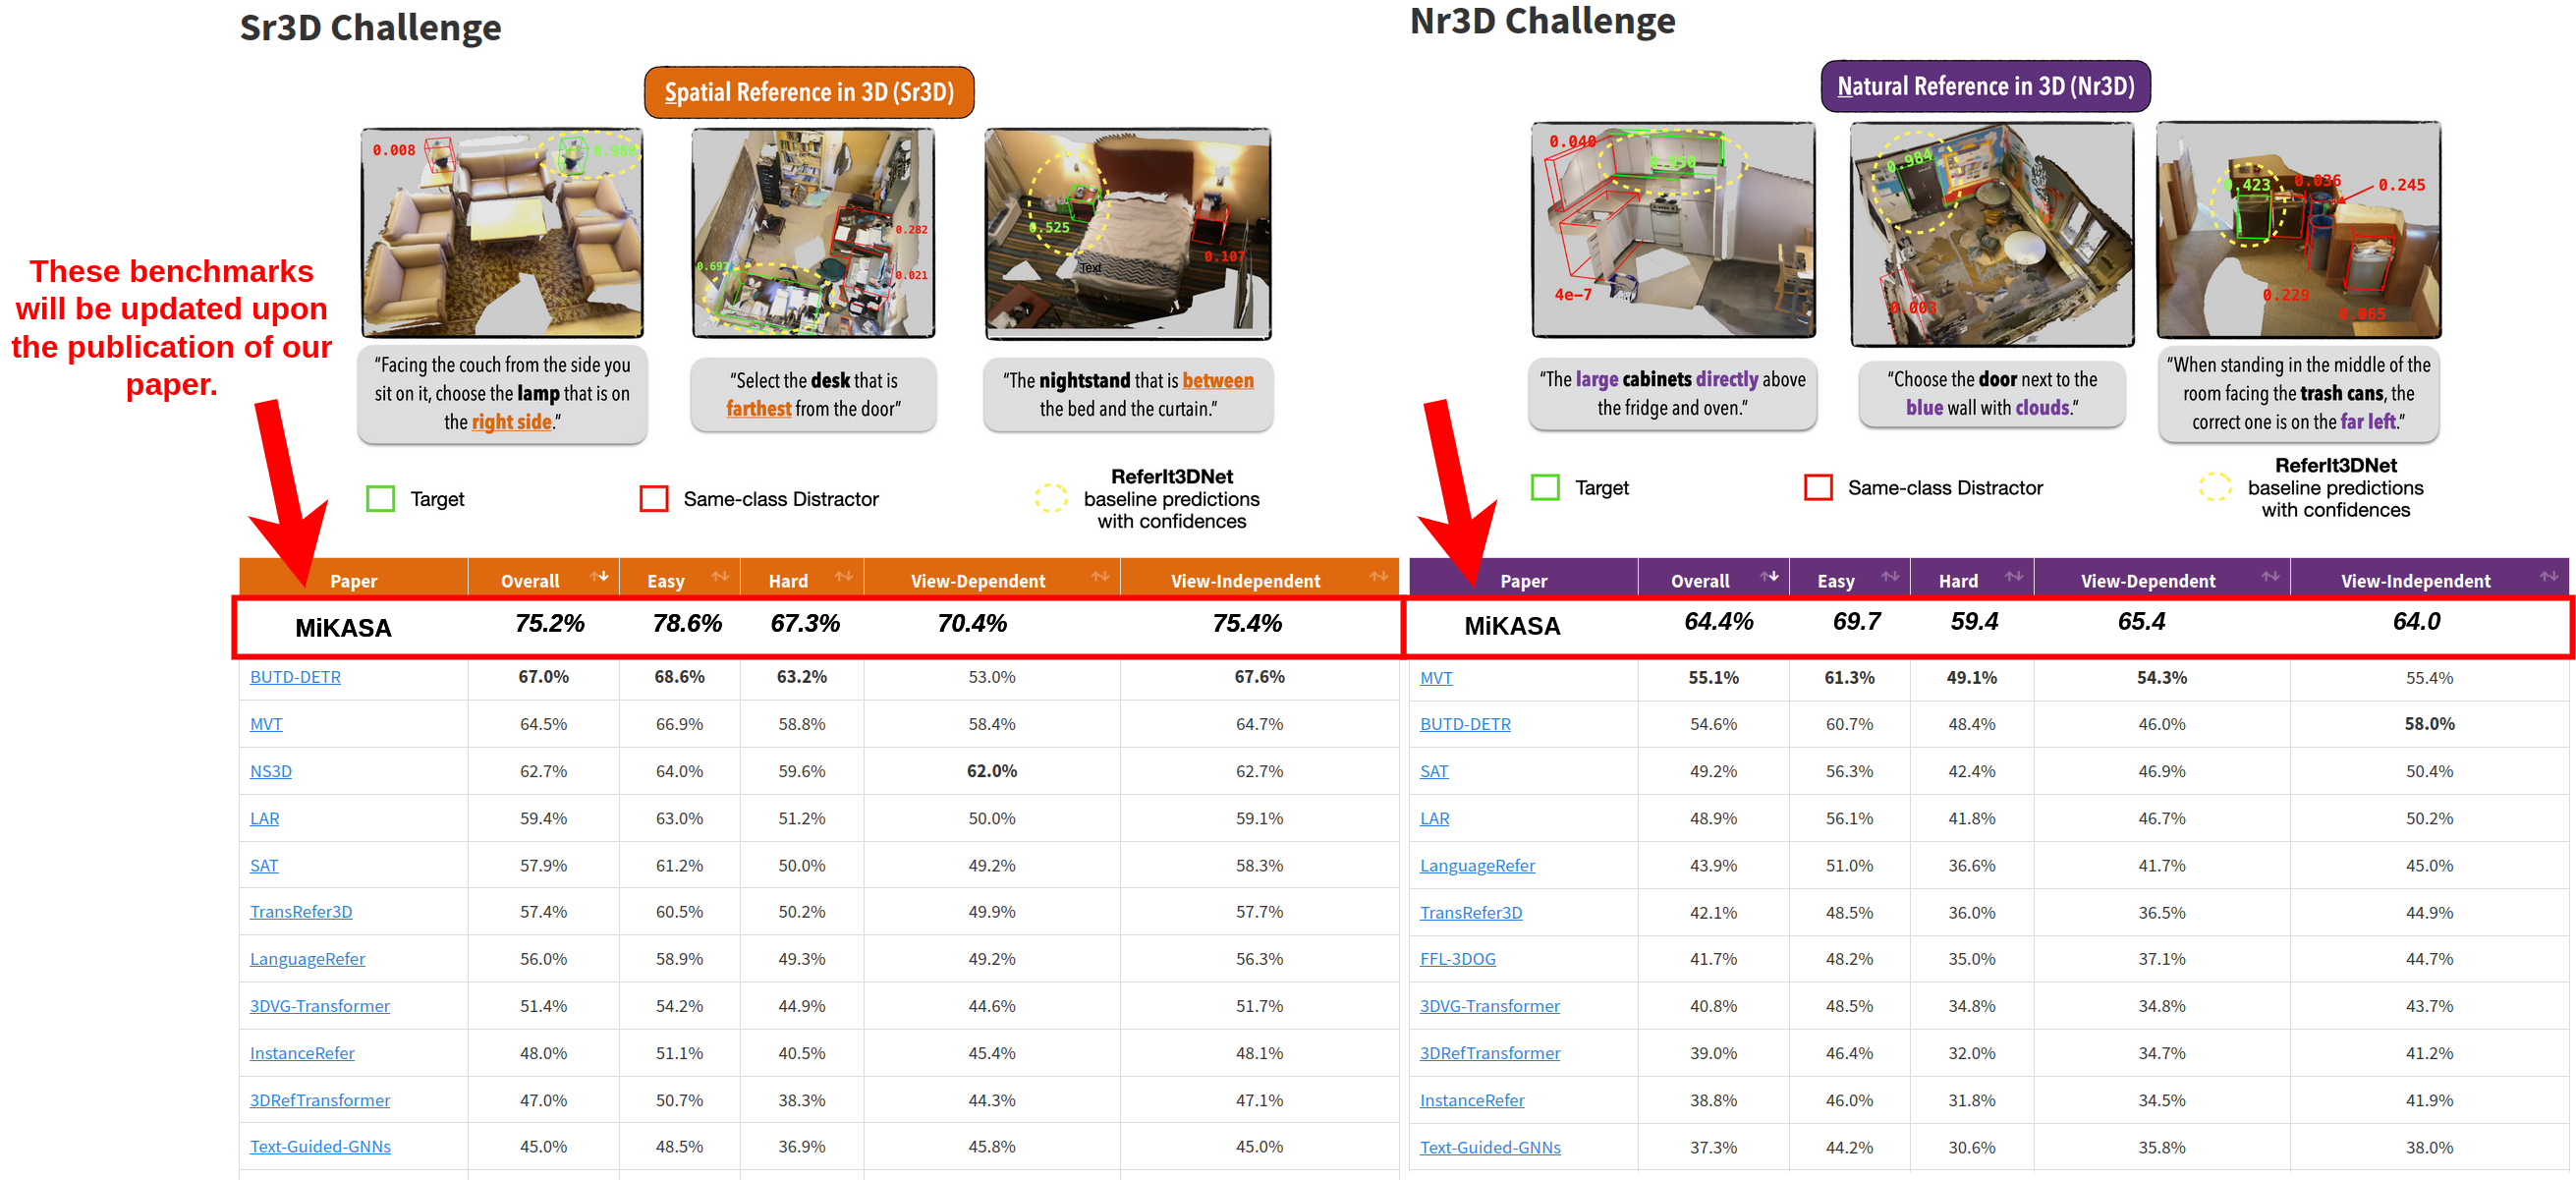 Sr3D Challenge
Spatial Reference in 3D (Sr3D)
0.008
0.988
0.697
0.282
0.021
0.525
Text
0.107
These benchmarks
will be updated upon
the publication of our
paper.
“Facing the couch from the side you
sit on it, choose the lamp that is on
the right side.”
“Select the desk that is
farthest from the door”
“The nightstand that is between
the bed and the curtain.”
Target
Same-class Distractor
ReferIt3DNet
baseline predictions
with confidences
Paper Overall Easy Hard View-Dependent View-Independent
MiKASA 75.2% 78.6% 67.3% 70.4% 75.4%
BUTD-DETR 67.0% 68.6% 63.2% 53.0% 67.6%
MVT 64.5% 66.9% 58.8% 58.4% 64.7%
NS3D 62.7% 64.0% 59.6% 62.0% 62.7%
LAR 59.4% 63.0% 51.2% 50.0% 59.1%
SAT 57.9% 61.2% 50.0% 49.2% 58.3%
TransRefer3D 57.4% 60.5% 50.2% 49.9% 57.7%
LanguageRefer 56.0% 58.9% 49.3% 49.2% 56.3%
3DVG-Transformer 51.4% 54.2% 44.9% 44.6% 51.7%
InstanceRefer 48.0% 51.1% 40.5% 45.4% 48.1%
3DRefTransformer 47.0% 50.7% 38.3% 44.3% 47.1%
Text-Guided-GNNs 45.0% 48.5% 36.9% 45.8% 45.0%
Nr3D Challenge
Natural Reference in 3D (Nr3D)
0.040
0.950
4e-7
0.984
0.003
0.423
0.036
0.245
0.229
0.065
“The large cabinets directly above
the fridge and oven.”
“Choose the door next to the
blue wall with clouds.”
“When standing in the middle of the
room facing the trash cans, the
correct one is on the far left.”
Target
Same-class Distractor
ReferIt3DNet
baseline predictions
with confidences
Paper Overall Easy Hard View-Dependent View-Independent
MiKASA 64.4% 69.7 59.4 65.4 64.0
MVT 55.1% 61.3% 49.1% 54.3% 55.4%
BUTD-DETR 54.6% 60.7% 48.4% 46.0% 58.0%
SAT 49.2% 56.3% 42.4% 46.9% 50.4%
LAR 48.9% 56.1% 41.8% 46.7% 50.2%
LanguageRefer 43.9% 51.0% 36.6% 41.7% 45.0%
TransRefer3D 42.1% 48.5% 36.0% 36.5% 44.9%
FFL-3DOG 41.7% 48.2% 35.0% 37.1% 44.7%
3DVG-Transformer 40.8% 48.5% 34.8% 34.8% 43.7%
3DRefTransformer 39.0% 46.4% 32.0% 34.7% 41.2%
InstanceRefer 38.8% 46.0% 31.8% 34.5% 41.9%
Text-Guided-GNNs 37.3% 44.2% 30.6% 35.8% 38.0%